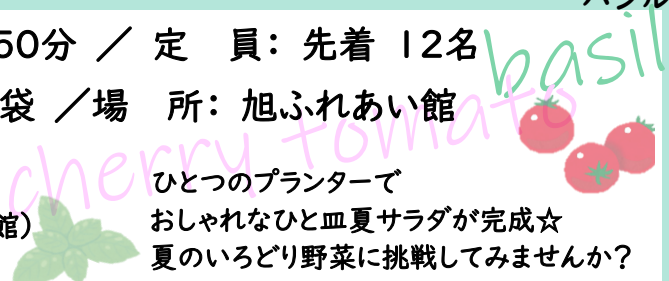 50分 ／ 定　員： 先着 12名
basil
袋 ／場　所： 旭ふれあい館
cherry tomato
ひとつのプランターで
館）
おしゃれなひと皿夏サラダが完成☆
夏のいろどり野菜に挑戦してみませんか？